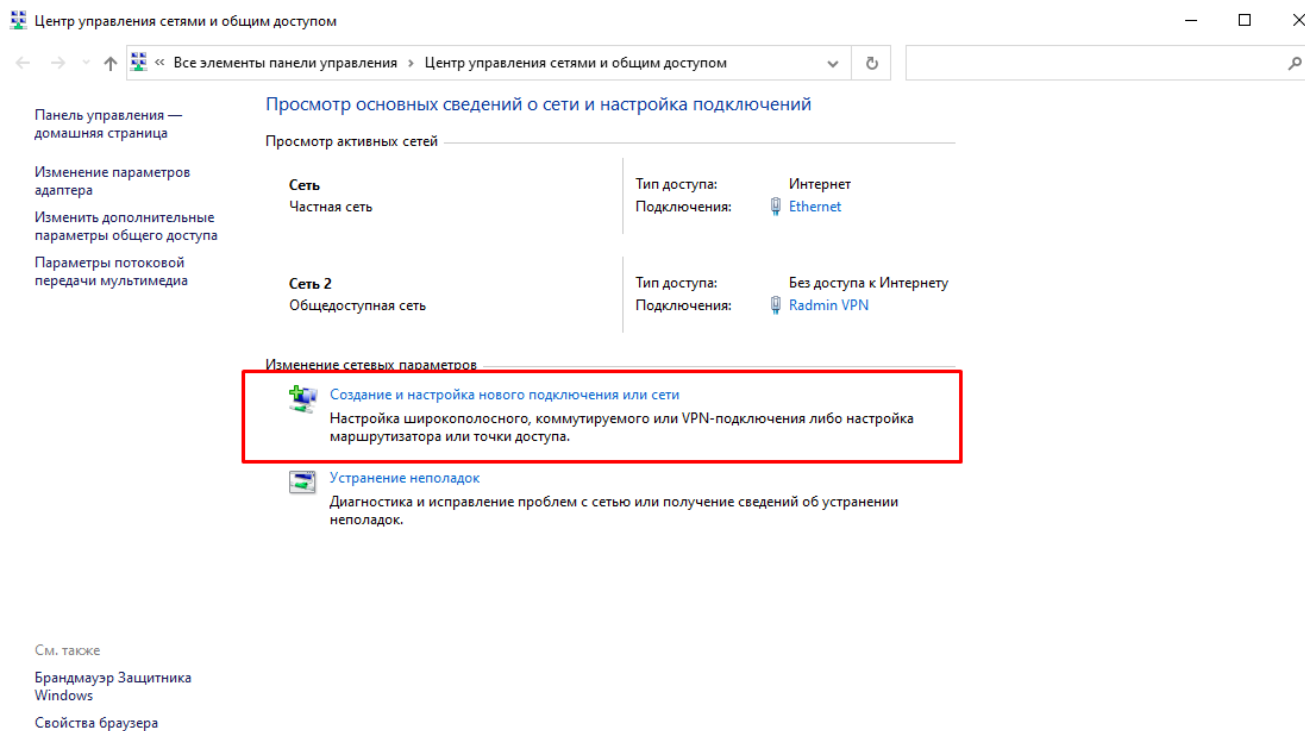 Центр управления сетями и общим доступом
« Все элементы панели управления › Центр управления сетями и общим доступом
Панель управления —
домашняя страница
Изменение параметров
адаптера
Изменить дополнительные
параметры общего доступа
Параметры потоковой
передачи мультимедиа
Просмотр основных сведений о сети и настройка подключений
Просмотр активных сетей
Сеть
Частная сеть
Тип доступа: Интернет
Подключения: Ethernet
Сеть 2
Общедоступная сеть
Тип доступа: Без доступа к Интернету
Подключения: Radmin VPN
Изменение сетевых параметров
Создание и настройка нового подключения или сети
Настройка широкополосного, коммутируемого или VPN-подключения либо настройка
маршрутизатора или точки доступа.
Устранение неполадок
Диагностика и исправление проблем с сетью или получение сведений об устранении
неполадок.
См. также
Брандмауэр Защитника
Windows
Свойства браузера